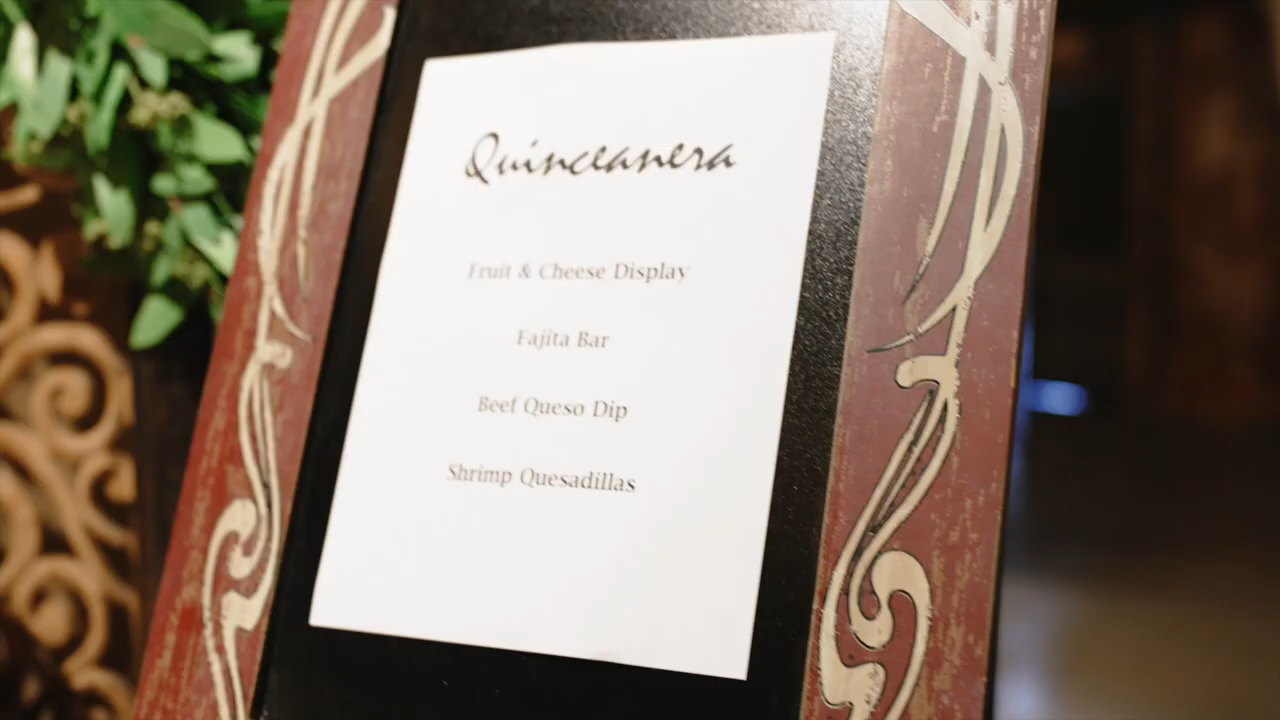 Quinceanera
Fruit & Cheese Display
Fajita Bar
Beef Queso Dip
Shrimp Quesadillas